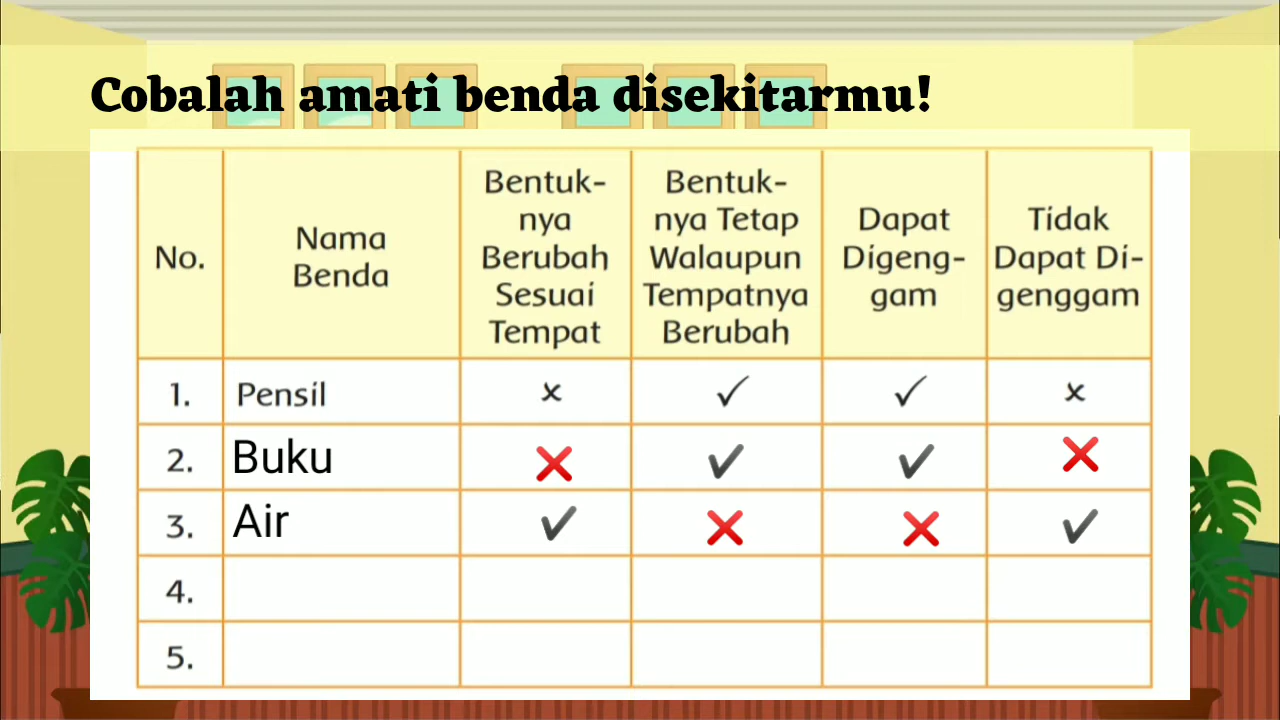 Cobalah amati benda disekitarmu!
No.
Nama
Benda
Bentuk-
nya
Berubah
Sesuai
Tempat
Bentuk-
nya Tetap
Walaupun
Tempatnya
Berubah
Dapat
Digeng-
gam
Tidak
Dapat Di-
genggam
1. Pensil × ✓ ✓ ×
2. Buku ❌ ✔ ✔ ❌
3. Air ✔ ❌ ❌ ✔
4.
5.